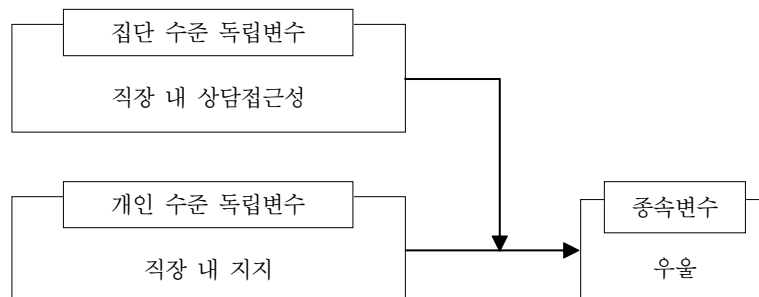 집단 수준 독립변수
직장 내 상담접근성
개인 수준 독립변수
직장 내 지지
종속변수
우울